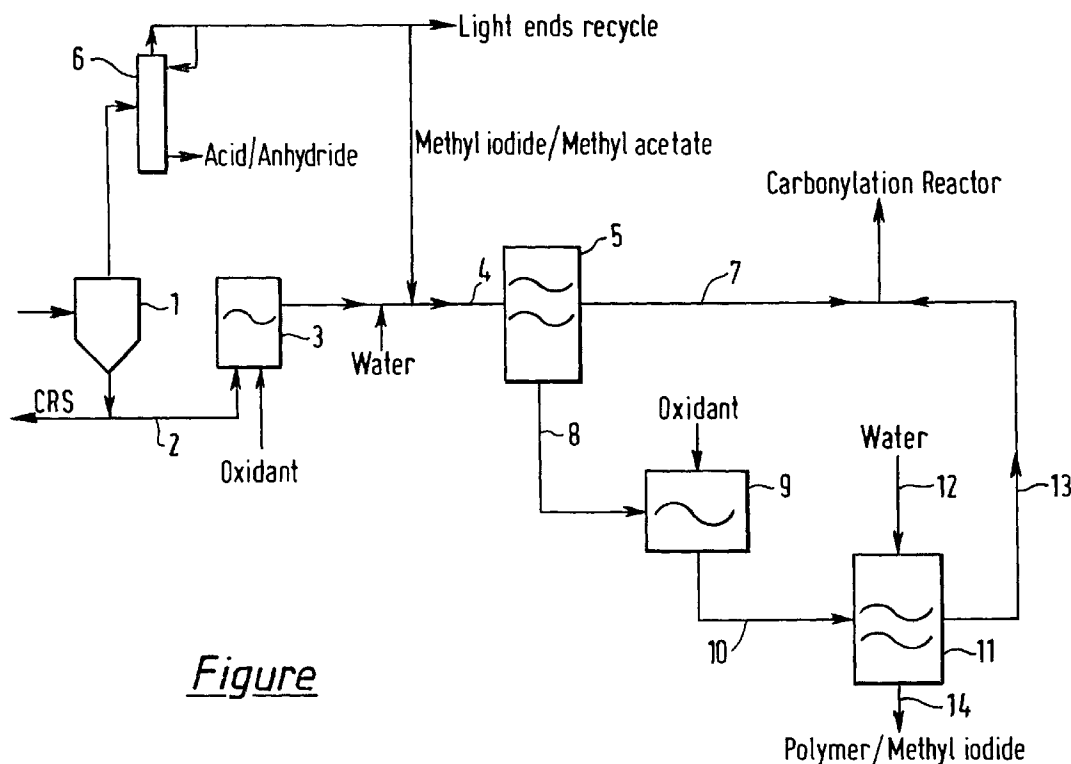 Light ends recycle
6
Acid/Anhydride
Methyl iodide/Methyl acetate
Carbonylation Reactor
1
3
4
5
7
Water
CRS
2
Oxidant
8
Oxidant
9
Water
12
13
10
11
14
Polymer/Methyl iodide
Figure